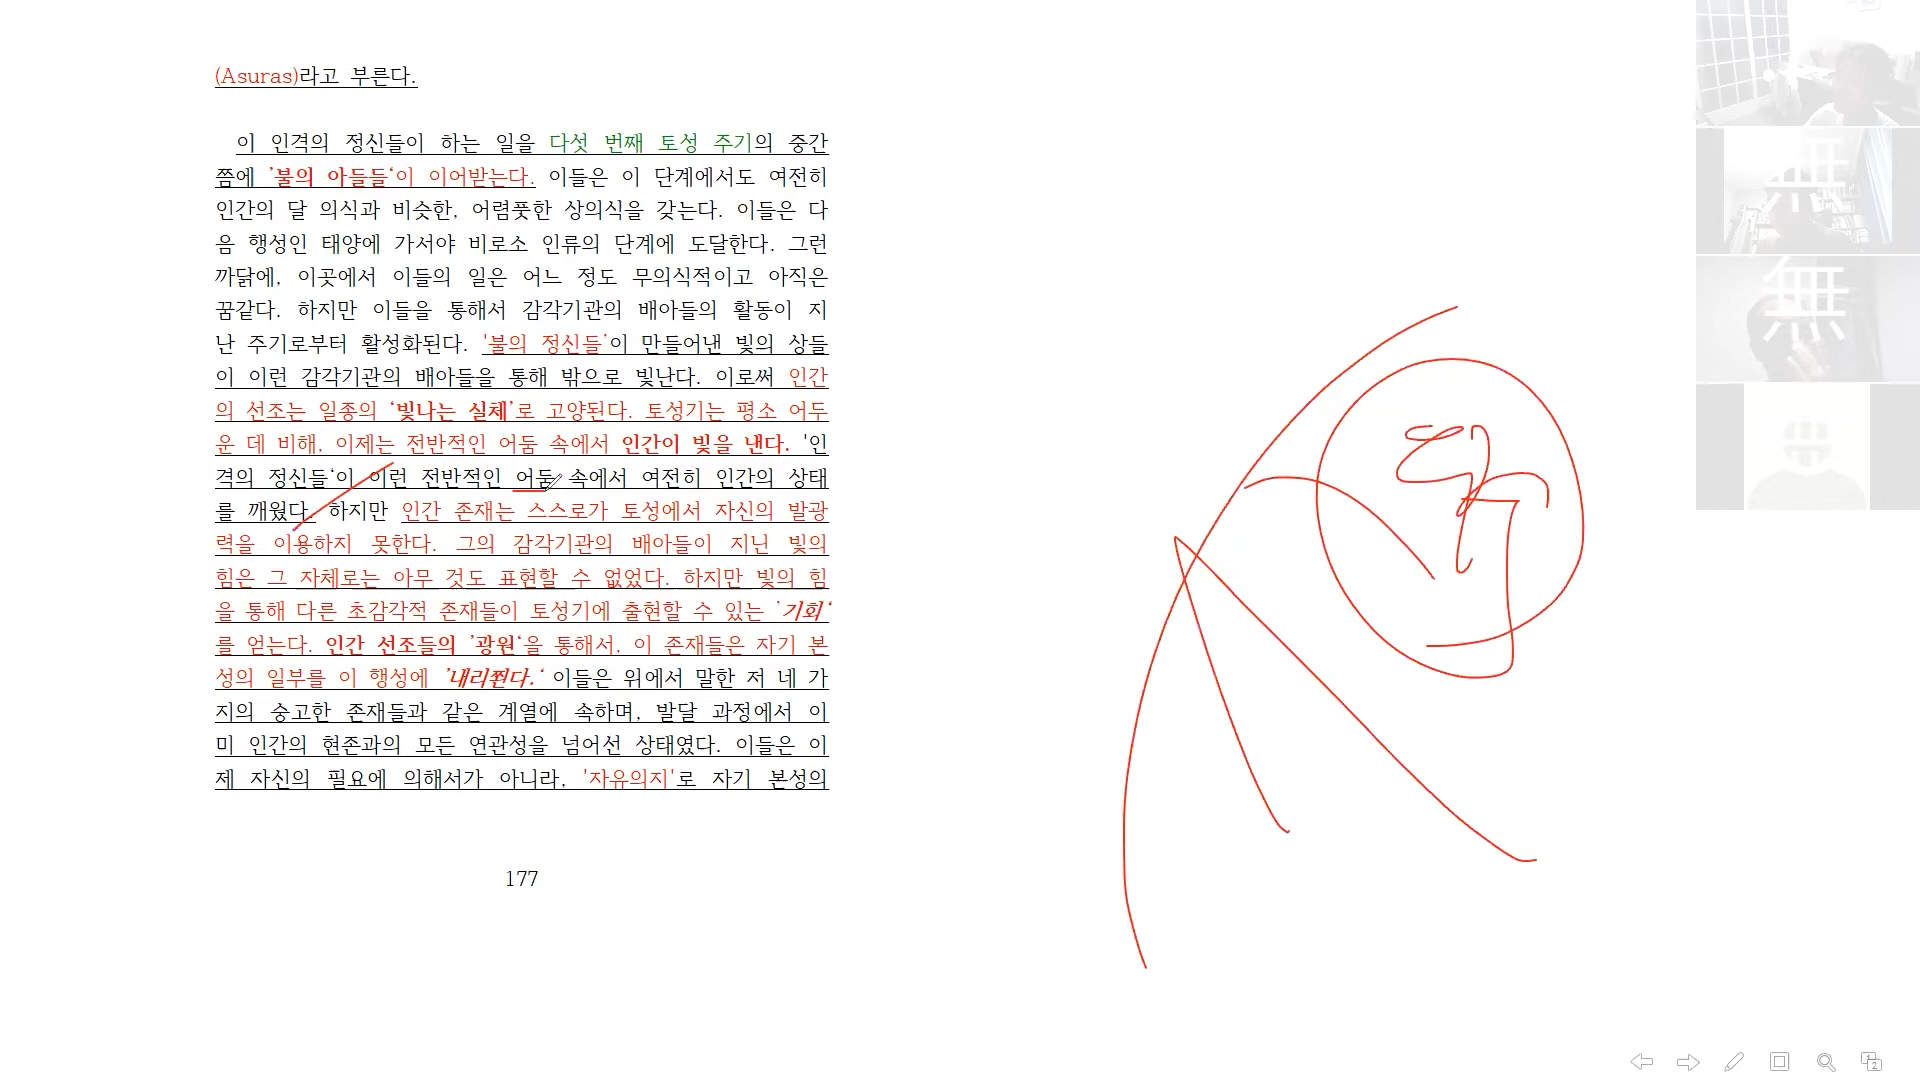 (Asuras)라고 부른다.
이 인격의 정신들이 하는 일을 다섯 번째 토성 주기의 중간
쯤에 '불의 아들들'이 이어받는다. 이들은 이 단계에서도 여전히
인간의 달 의식과 비슷한, 어렴풋한 상의식을 갖는다. 이들은 다
음 행성인 태양에 가서야 비로소 인류의 단계에 도달한다. 그런
까닭에, 이곳에서 이들의 일은 어느 정도 무의식적이고 아직은
꿈같다. 하지만 이들을 통해서 감각기관의 배아들의 활동이 지
난 주기로부터 활성화된다. '불의 정신들'이 만들어낸 빛의 상들
이 이런 감각기관의 배아들을 통해 밖으로 빛난다. 이로써 인간
의 선조는 일종의 '빛나는 실체'로 고양된다. 토성기는 평소 어두
운 데 비해, 이제는 전반적인 어둠 속에서 인간이 빛을 낸다. '인
격의 정신들'이 이런 전반적인 어둠 속에서 여전히 인간의 상태
를 깨웠다. 하지만 인간 존재는 스스로가 토성에서 자신의 발광
력을 이용하지 못한다. 그의 감각기관의 배아들이 지닌 빛의
힘은 그 자체로는 아무 것도 표현할 수 없었다. 하지만 빛의 힘
을 통해 다른 초감각적 존재들이 토성기에 출현할 수 있는 '기회'
를 얻는다. 인간 선조들의 '광원'을 통해서, 이 존재들은 자기 본
성의 일부를 이 행성에 '내리쬔다.' 이들은 위에서 말한 저 네 가
지의 숭고한 존재들과 같은 계열에 속하며, 발달 과정에서 이
미 인간의 현존과의 모든 연관성을 넘어선 상태였다. 이들은 이
제 자신의 필요에 의해서가 아니라, '자유의지'로 자기 본성의
177
無
無